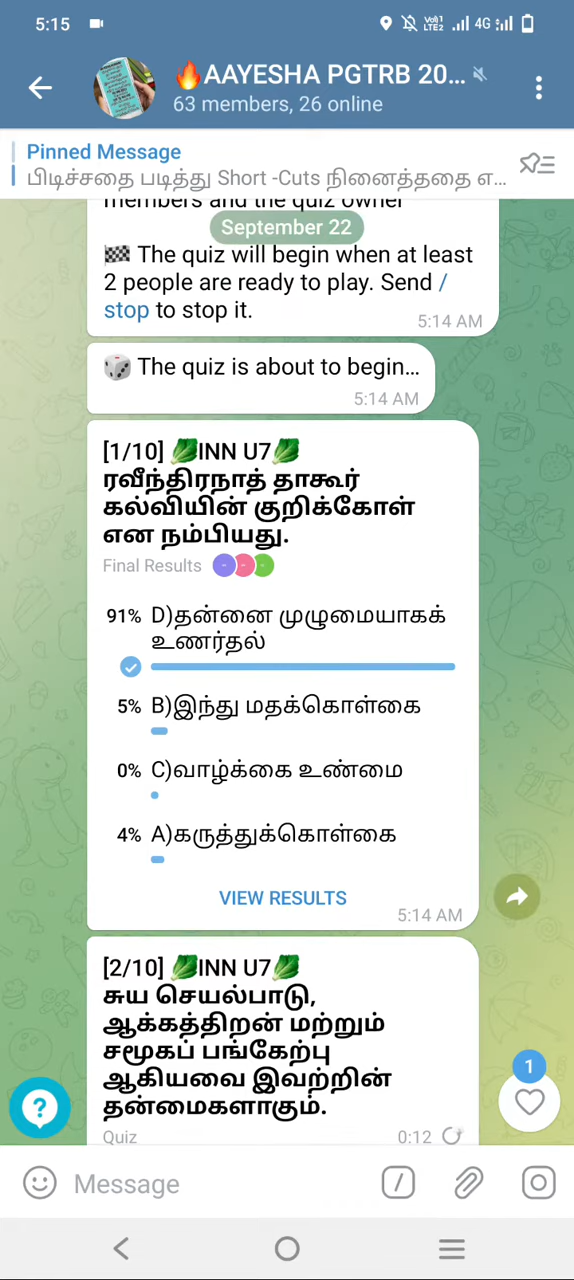 5:15
Vo)) 1
LTE2
4G
🔥AAYESHA PGTRB 20...
63 members, 26 online
Pinned Message
பிடிச்சதை படித்து Short -Cuts நினைத்ததை எ...
members and the quiz owner
September 22
🏁 The quiz will begin when at least
2 people are ready to play. Send /
stop to stop it.
5:14 AM
🎲 The quiz is about to begin...
5:14 AM
[1/10] 🥬INN U7🥬
ரவீந்திரநாத் தாகூர்
கல்வியின் குறிக்கோள்
என நம்பியது.
Final Results
91% D)தன்னை முழுமையாகக்
உணர்தல்
5% B)இந்து மதக்கொள்கை
0% C)வாழ்க்கை உண்மை
4% A)கருத்துக்கொள்கை
VIEW RESULTS
5:14 AM
[2/10] 🥬INN U7🥬
சுய செயல்பாடு,
ஆக்கத்திறன் மற்றும்
சமூகப் பங்கேற்பு
ஆகியவை இவற்றின்
தன்மைகளாகும்.
Quiz 0:12
1
Message